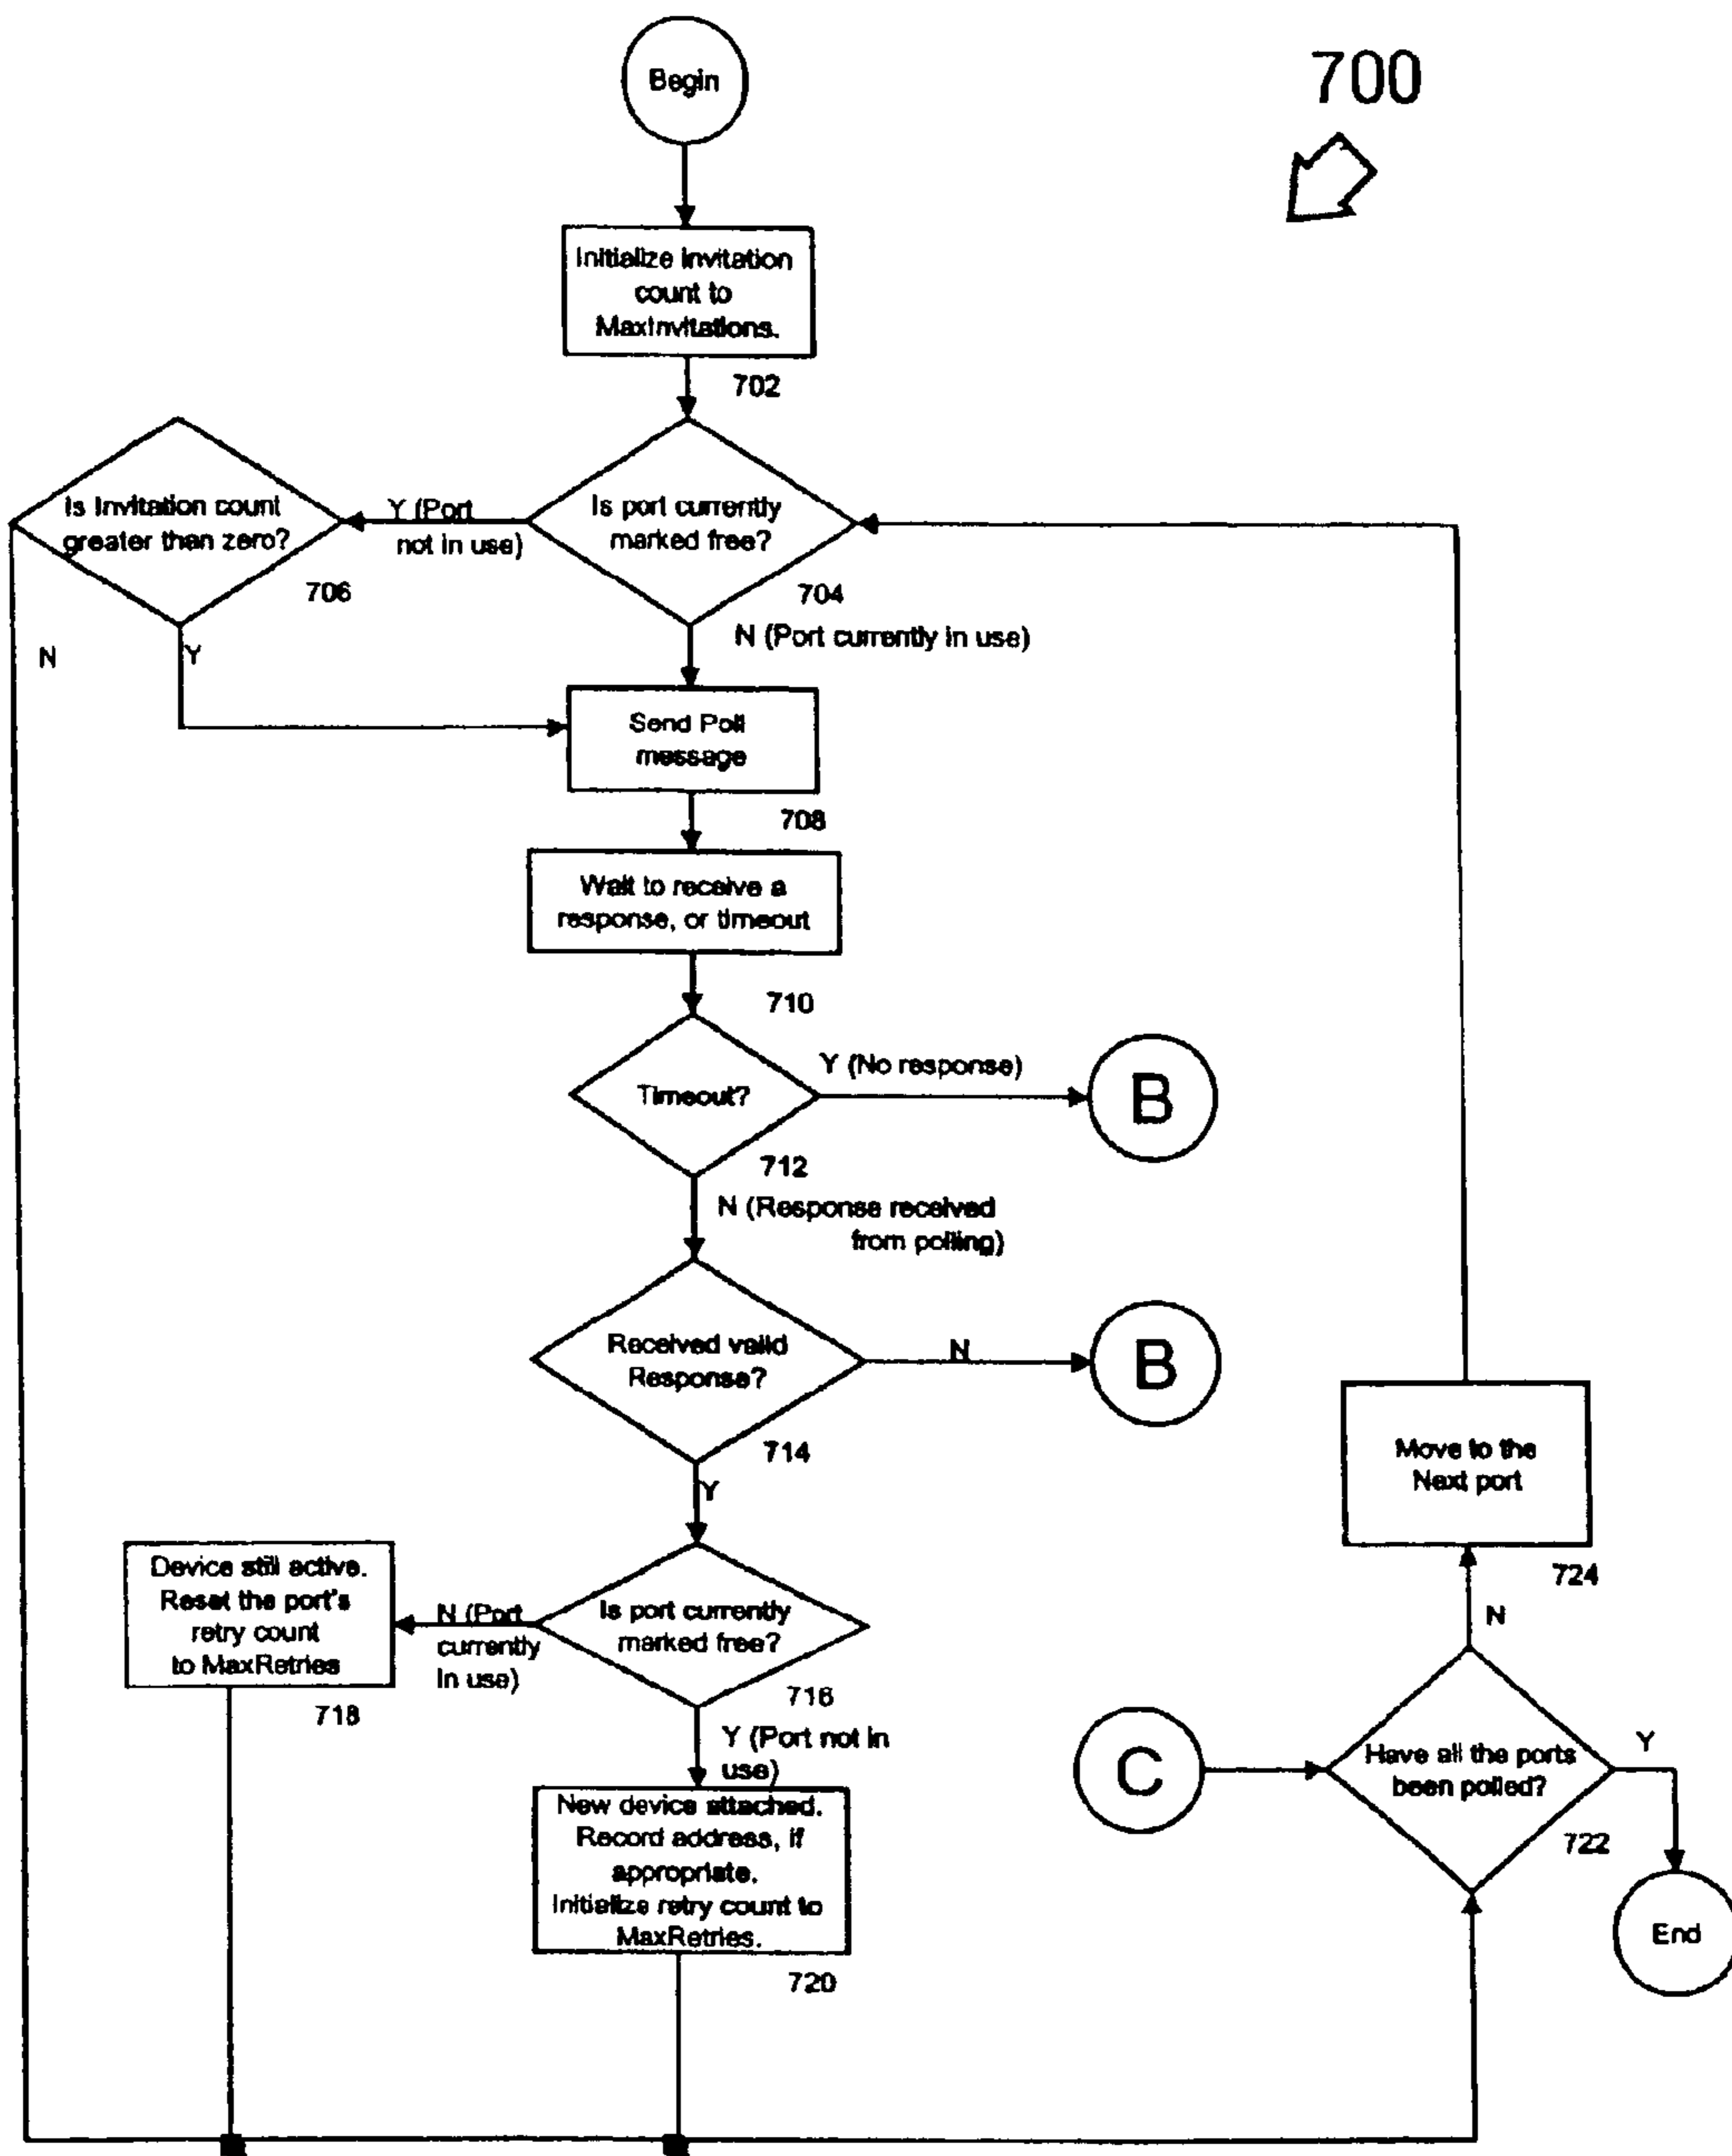 Begin
700
Initialize Invitation
count to
MaxInvitations.
702
Is Invitation count
greater than zero?
706
Y (Port
not in use)
Is port currently
marked free?
704
N (Port currently in use)
N
Y
Send Poll
message
708
Wait to receive a
response, or timeout
710
Timeout?
712
Y (No response)
B
N (Response received
from polling)
Received valid
Response?
714
N
B
Y
Move to the
Next port
724
N
Device still active.
Reset the port's
retry count
to MaxRetries
718
N (Port
currently
in use)
Is port currently
marked free?
716
Y (Port not in
use)
New device attached.
Record address, if
appropriate.
Initialize retry count to
MaxRetries.
720
C
Have all the ports
been polled?
722
Y
End